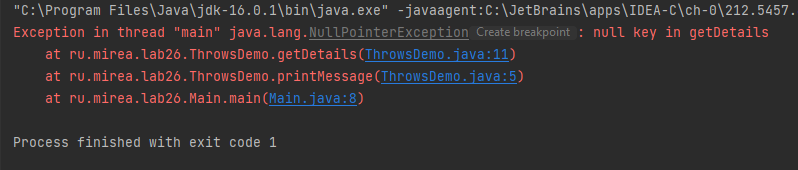 "C:\Program Files\Java\jdk-16.0.1\bin\java.exe" -javaagent:C:\JetBrains\apps\IDEA-C\ch-0\212.5457.
Exception in thread "main" java.lang.NullPointerException Create breakpoint : null key in getDetails
at ru.mirea.lab26.ThrowsDemo.getDetails(ThrowsDemo.java:11)
at ru.mirea.lab26.ThrowsDemo.printMessage(ThrowsDemo.java:5)
at ru.mirea.lab26.Main.main(Main.java:8)
Process finished with exit code 1